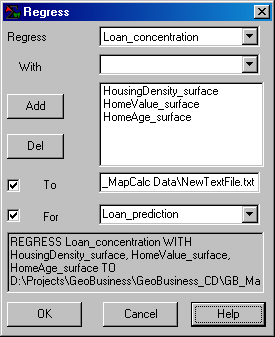 Regress
Regress Loan_concentration
With
HousingDensity_surface
HomeValue_surface
HomeAge_surface
Add
Del
To _MapCalc Data\NewTextFile.txt
For Loan_prediction
REGRESS Loan_concentration WITH
HousingDensity_surface, HomeValue_surface,
HomeAge_surface TO
D:\Projects\GeoBusiness\GeoBusiness_CD\GB_Ma
OK Cancel Help